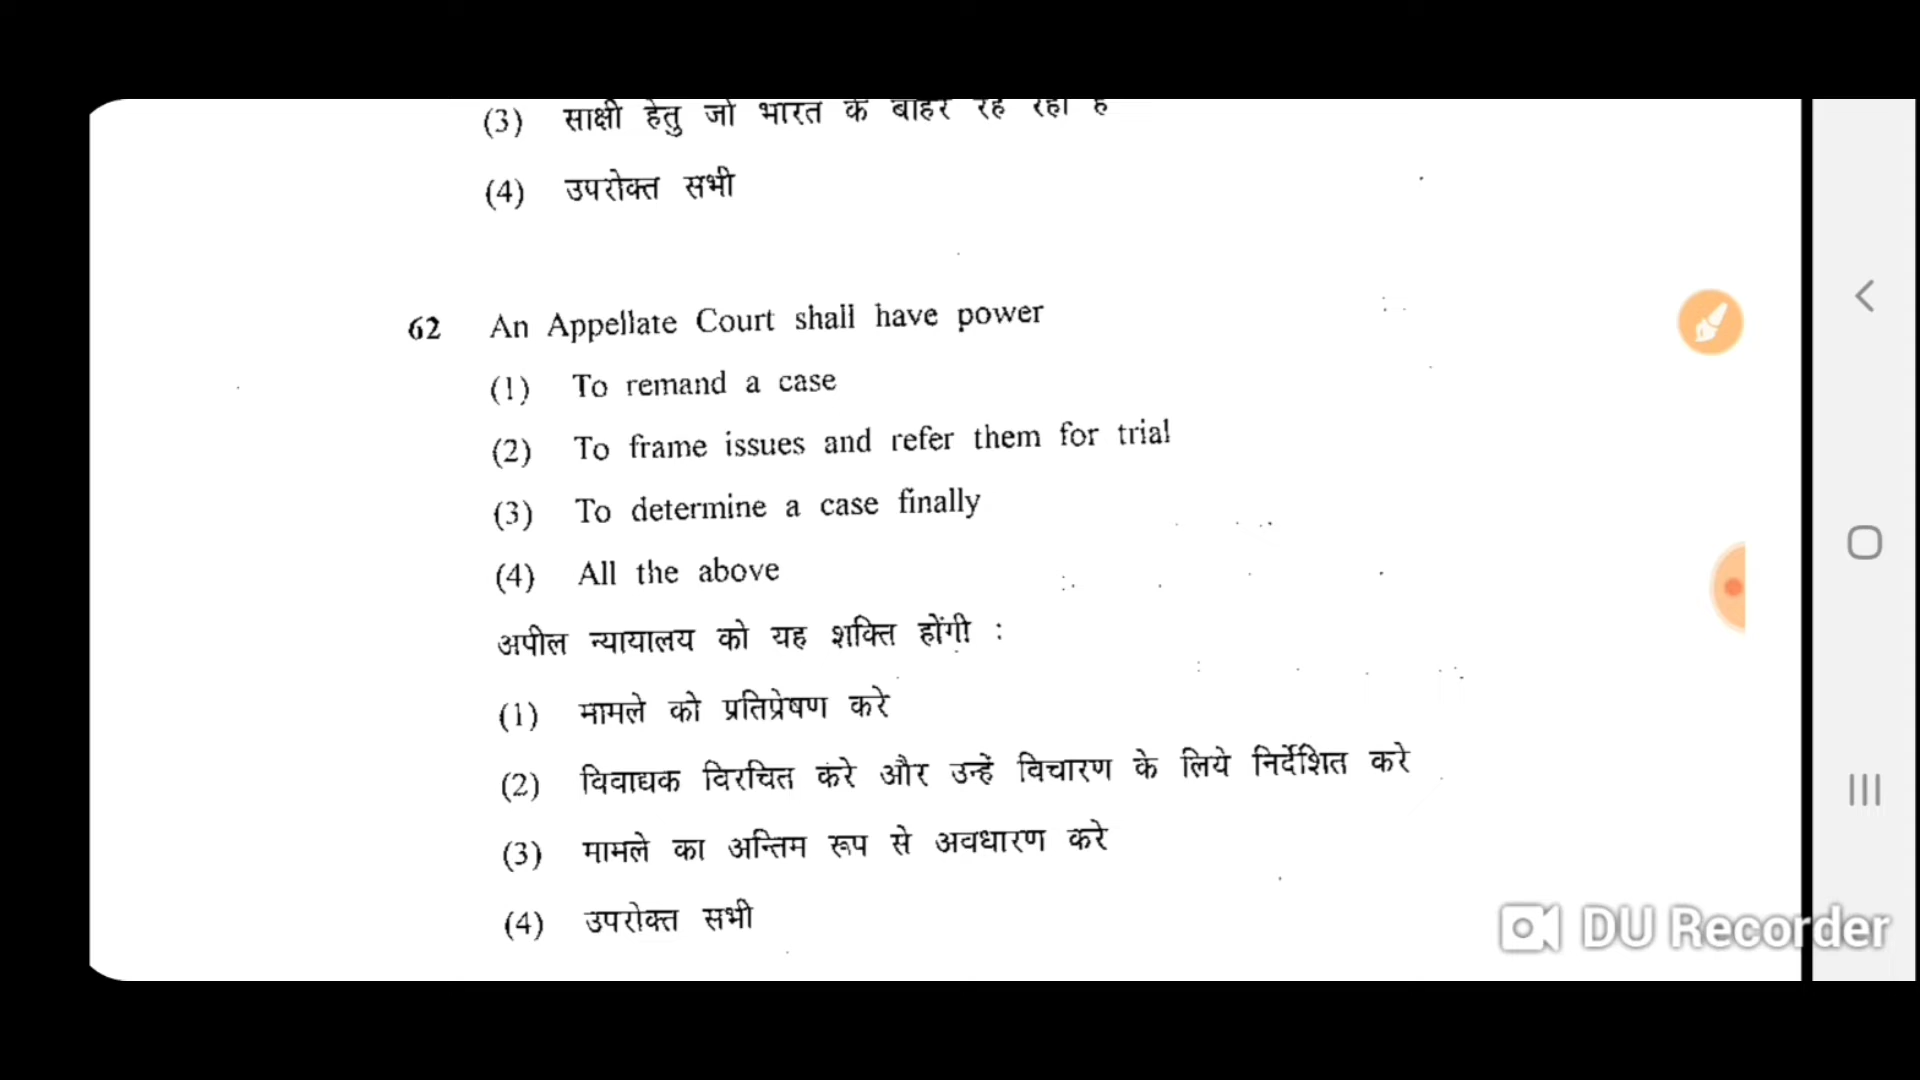 (3) साक्षी हेतु जो भारत के बाहर रह रहा है
(4) उपरोक्त सभी
62 An Appellate Court shall have power
(1) To remand a case
(2) To frame issues and refer them for trial
(3) To determine a case finally
(4) All the above
अपील न्यायालय को यह शक्ति होंगी :
(1) मामले को प्रतिप्रेषण करे
(2) विवाद्यक विरचित करे और उन्हें विचारण के लिये निर्देशित करे
(3) मामले का अन्तिम रूप से अवधारण करे
(4) उपरोक्त सभी
DU Recorder